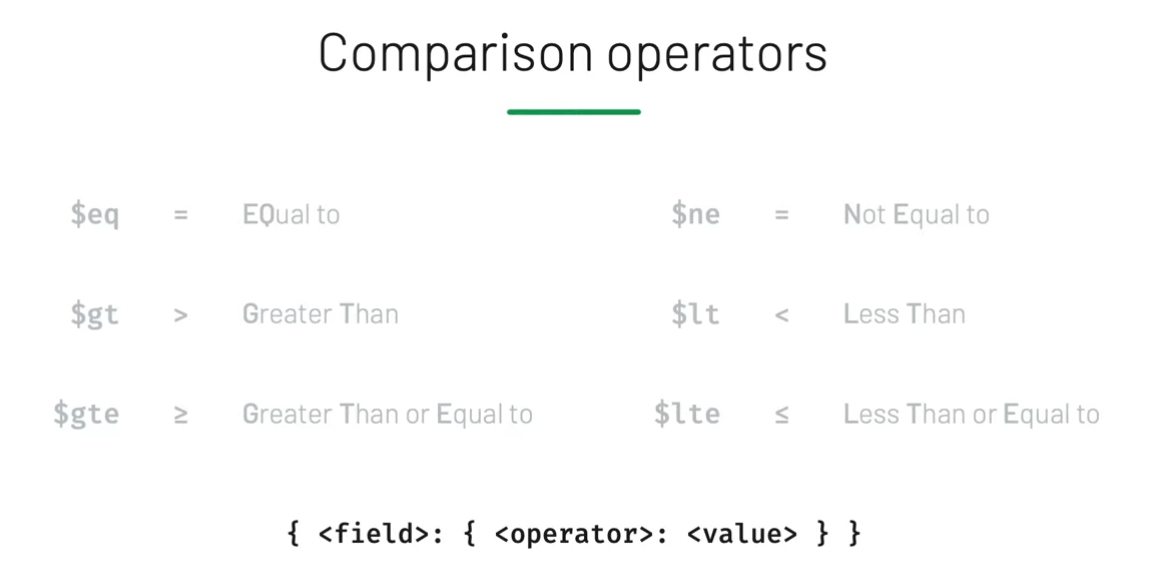 Comparison operators
$eq = EQual to $ne = Not Equal to
$gt > Greater Than $lt < Less Than
$gte ≥ Greater Than or Equal to $lte ≤ Less Than or Equal to
{ <field>: { <operator>: <value> } }